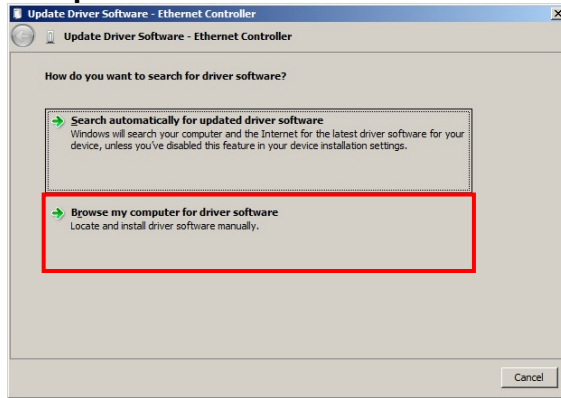 Update Driver Software - Ethernet Controller
Update Driver Software - Ethernet Controller
How do you want to search for driver software?
Search automatically for updated driver software
Windows will search your computer and the Internet for the latest driver software for your
device, unless you've disabled this feature in your device installation settings.
Browse my computer for driver software
Locate and install driver software manually.
Cancel